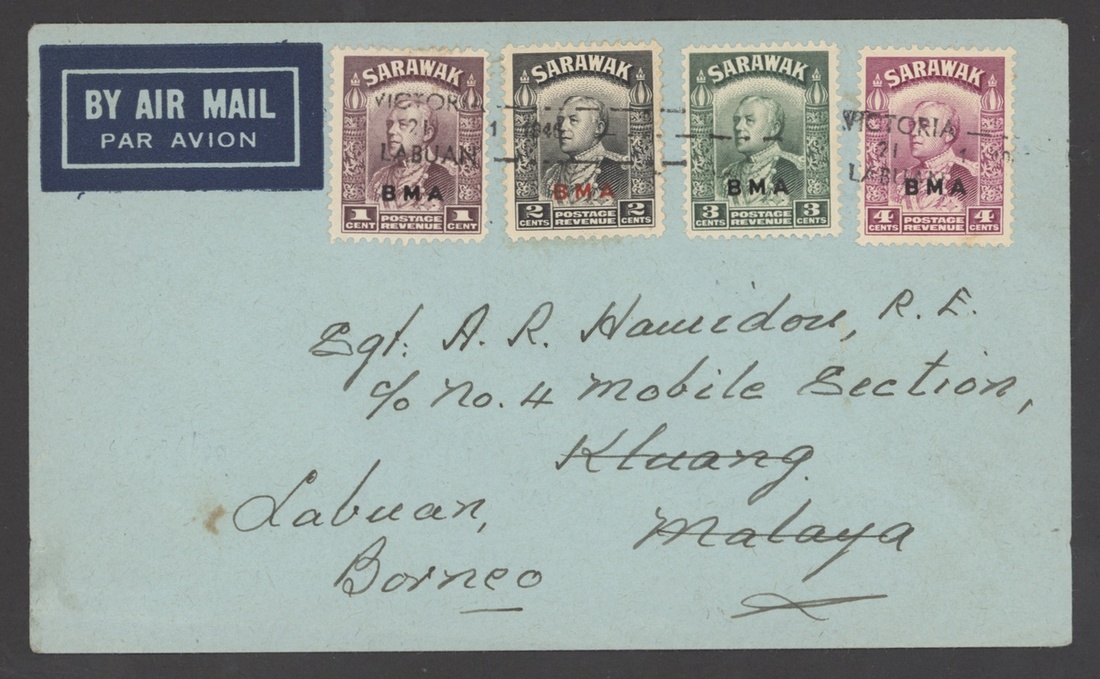 BY AIR MAIL
PAR AVION
SARAWAK
BMA
1 CENT POSTAGE REVENUE 1 CENT
SARAWAK
BMA
2 CENTS POSTAGE REVENUE 2 CENTS
SARAWAK
BMA
3 CENTS POSTAGE REVENUE 3 CENTS
SARAWAK
BMA
4 CENTS POSTAGE REVENUE 4 CENTS
VICTORIA
21 1
LABUAN
VICTORIA
21
LABUAN
Sgt. A. R. R. E.
c/o No. 4 Mobile Section,
Kluang
Malaya
Labuan,
Borneo